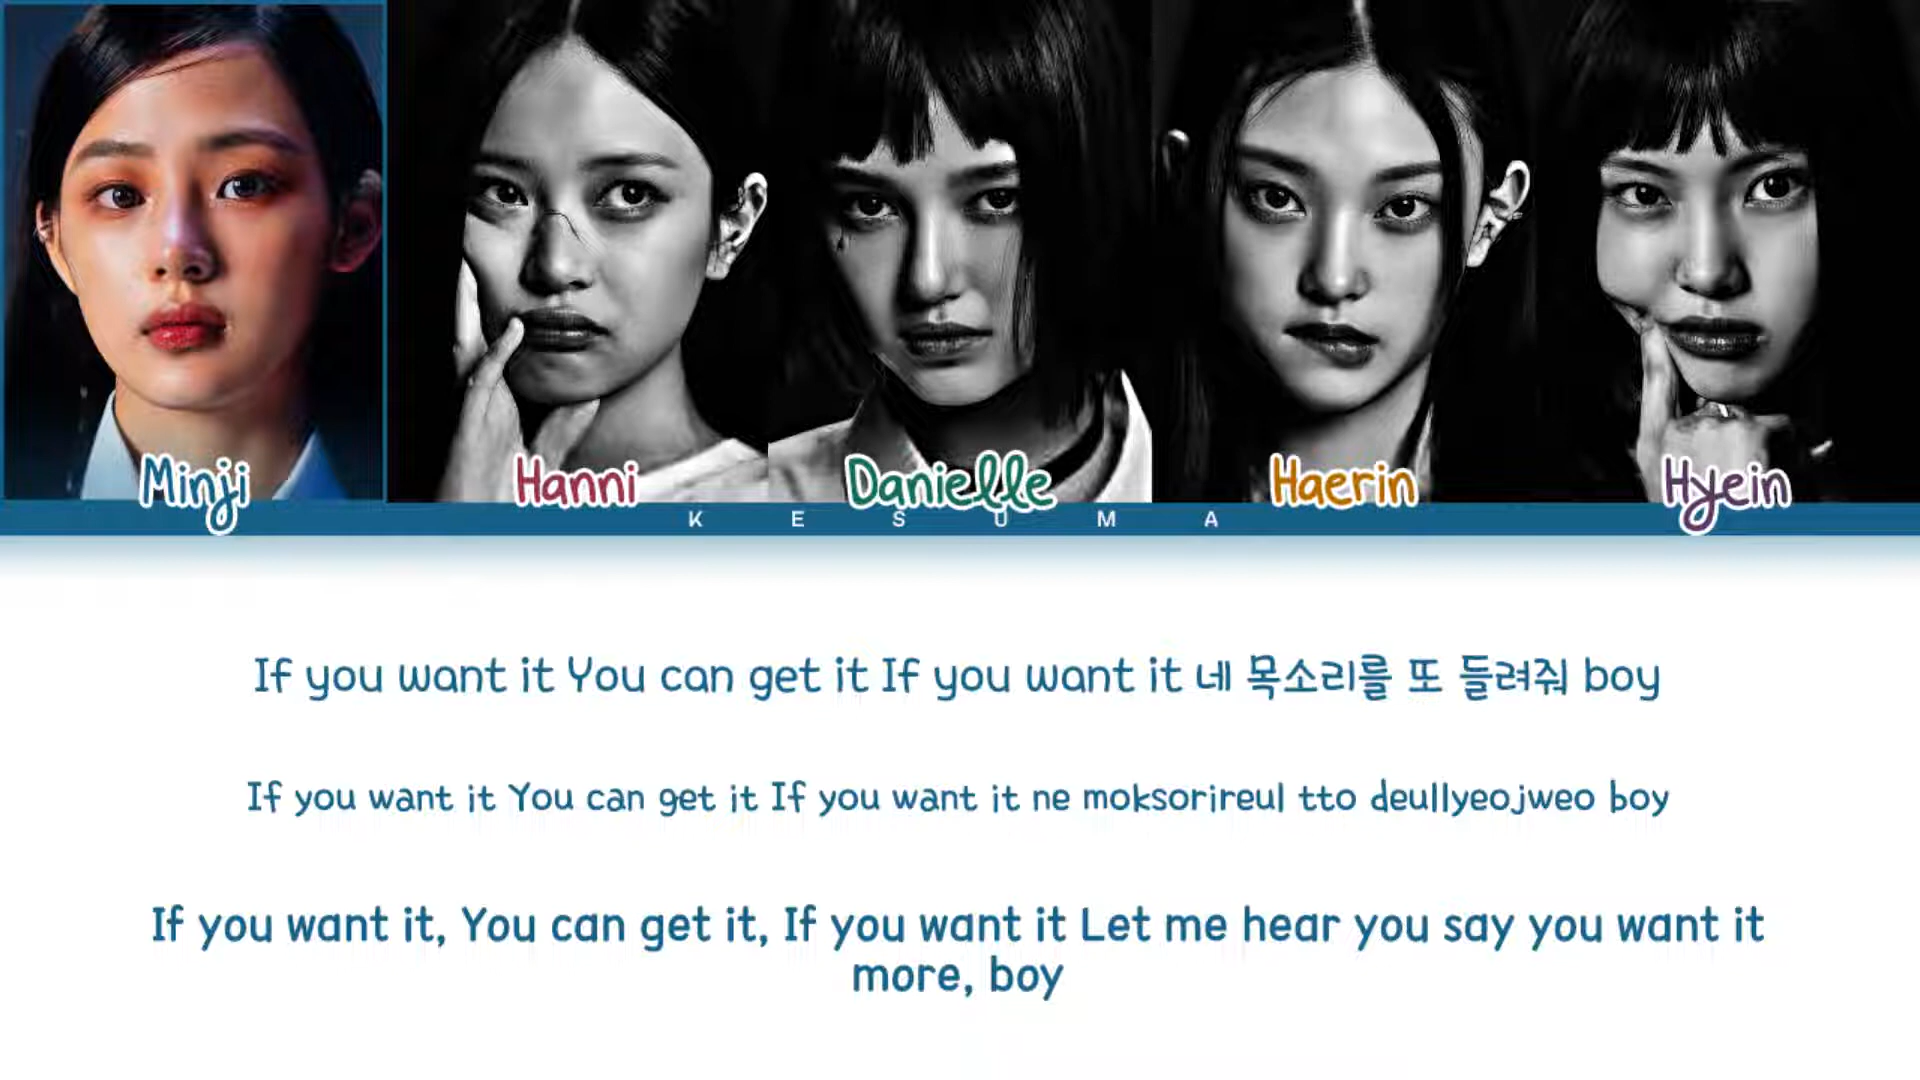 Minji Hanni Danielle Haerin Hyein
K E S U M A
If you want it You can get it If you want it 네 목소리를 또 들려줘 boy
If you want it You can get it If you want it ne moksorireul tto deullyeojweo boy
If you want it, You can get it, If you want it Let me hear you say you want it
more, boy